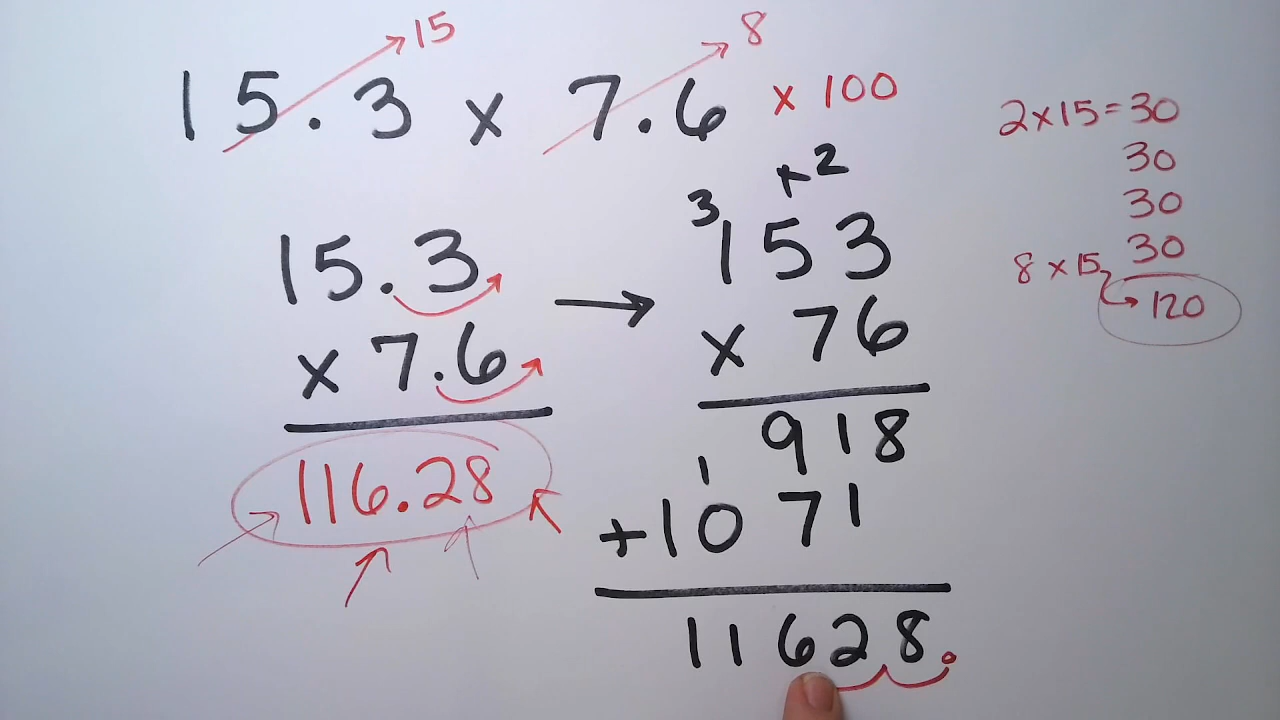 15
8
15.3 x 7.6 x 100
15.3
x 7.6
116.28
3 +2
153
x 76
918
1
+1071
11628.
2x15=30
30
30
30
8 x 15
120